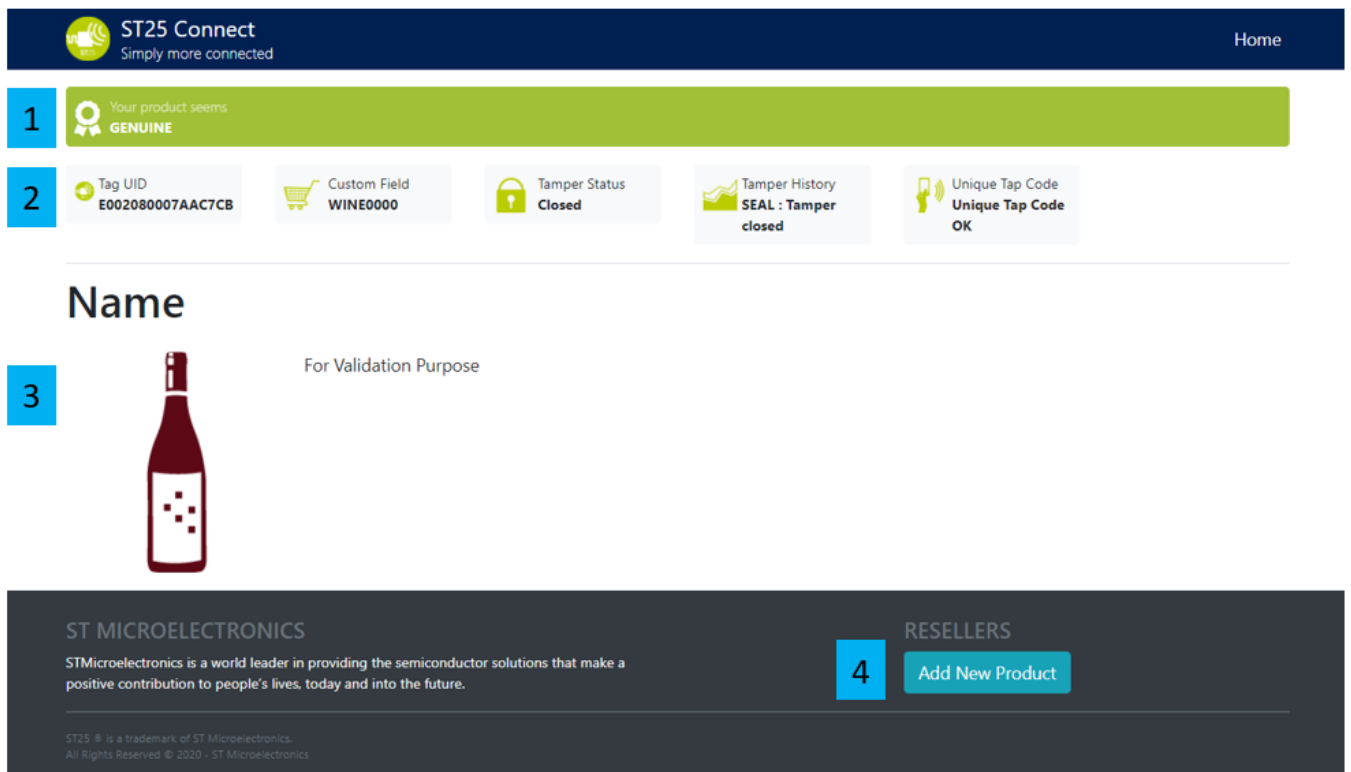 ST25 Connect
Simply more connected
Home
1
Your product seems
GENUINE
2
Tag UID
E002080007AAC7CB
Custom Field
WINE0000
Tamper Status
Closed
Tamper History
SEAL : Tamper
closed
Unique Tap Code
Unique Tap Code
OK
Name
3
For Validation Purpose
ST MICROELECTRONICS
STMicroelectronics is a world leader in providing the semiconductor solutions that make a
positive contribution to people's lives, today and into the future.
RESELLERS
4
Add New Product
ST25 ® is a trademark of ST Microelectronics.
All Rights Reserved © 2020 - ST Microelectronics